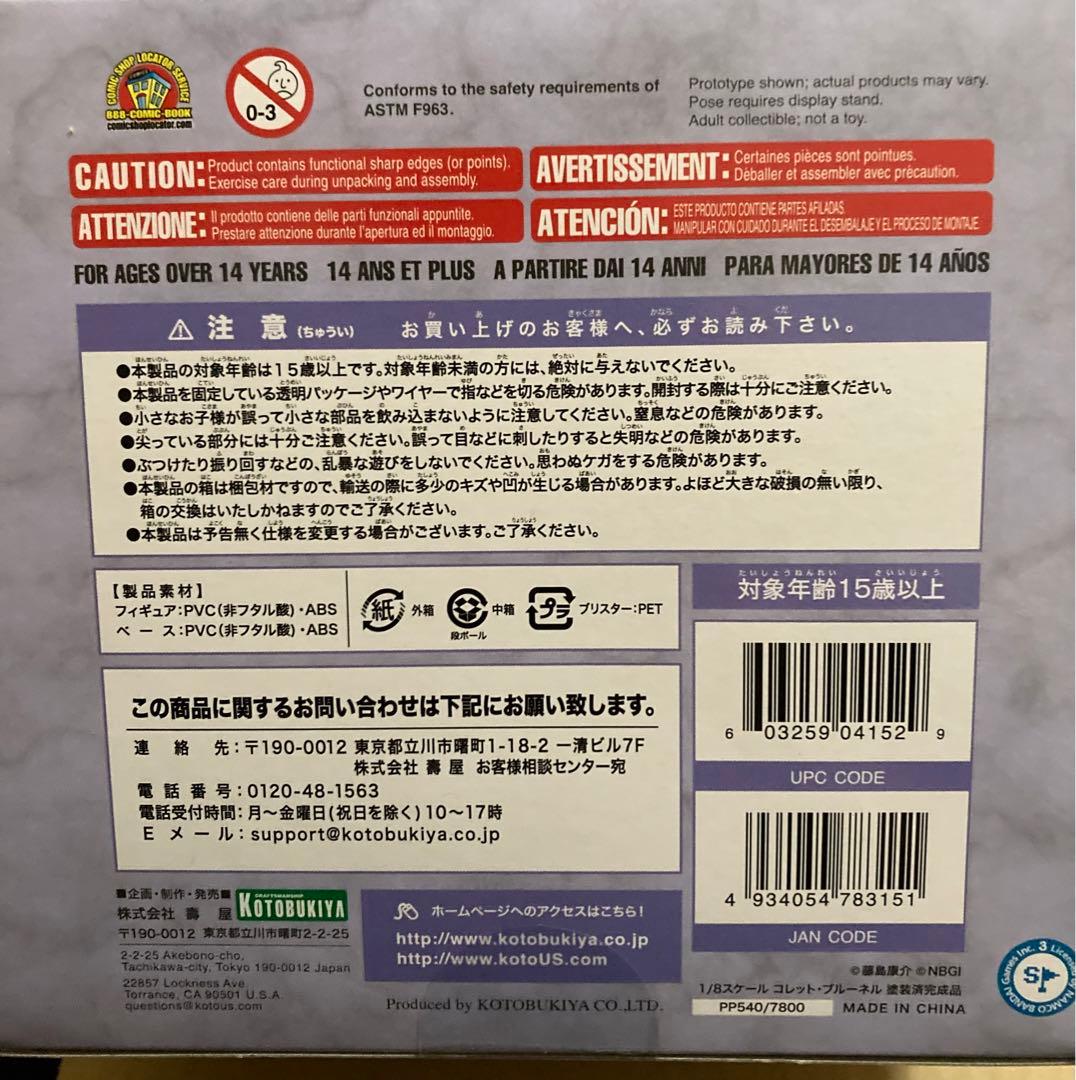 COMIC SHOP LOCATOR SERVICE
888-COMIC-BOOK
comicshoplocator.com
0-3
Conforms to the safety requirements of
ASTM F963.
Prototype shown; actual products may vary.
Pose requires display stand.
Adult collectible; not a toy.
CAUTION: Product contains functional sharp edges (or points).
Exercise care during unpacking and assembly.
AVERTISSEMENT: Certaines pièces sont pointues.
Déballer et assembler avec précaution.
ATTENZIONE: Il prodotto contiene delle parti funzionali appuntite.
Prestare attenzione durante l'apertura ed il montaggio.
ATENCIÓN: ESTE PRODUCTO CONTIENE PARTES AFILADAS
MANIPULAR CON CUIDADO DURANTE EL DESEMBALAJE Y EL PROCESO DE MONTAJE
FOR AGES OVER 14 YEARS 14 ANS ET PLUS A PARTIRE DAI 14 ANNI PARA MAYORES DE 14 AÑOS
⚠ 注意(ちゅうい) お買い上げのお客様へ、必ずお読み下さい。
●本製品の対象年齢は15歳以上です。対象年齢未満の方には、絶対に与えないでください。
●本製品を固定している透明パッケージやワイヤーで指などを切る危険があります。開封する際は十分にご注意ください。
●小さなお子様が誤って小さな部品を飲み込まないように注意してください。窒息などの危険があります。
●尖っている部分には十分ご注意ください。誤って目などに刺したりすると失明などの危険があります。
●ぶつけたり振り回すなどの、乱暴な遊びをしないでください。思わぬケガをする危険があります。
●本製品の箱は梱包材ですので、輸送の際に多少のキズや凹が生じる場合があります。よほど大きな破損の無い限り、
箱の交換はいたしかねますのでご了承ください。
●本製品は予告無く仕様を変更する場合がございます。ご了承ください。
【製品素材】
フィギュア:PVC(非フタル酸)・ABS
ベース:PVC(非フタル酸)・ABS
紙 外箱 中箱 プラ ブリスター:PET
段ボール
たいしょうねんれい さいいじょう
対象年齢15歳以上
この商品に関するお問い合わせは下記にお願い致します。
連絡先:〒190-0012 東京都立川市曙町1-18-2 一清ビル7F
株式会社 壽屋 お客様相談センター宛
電話番号:0120-48-1563
電話受付時間:月〜金曜日(祝日を除く)10〜17時
Eメール:support@kotobukiya.co.jp
6 03259 04152 9
UPC CODE
4 934054 783151
JAN CODE
■企画・制作・発売■
株式会社 壽屋
CRAFTSMANSHIP
KOTOBUKIYA
〒190-0012 東京都立川市曙町2-2-25
2-2-25 Akebono-cho,
Tachikawa-city, Tokyo 190-0012 Japan
22857 Lockness Ave.
Torrance, CA 90501 U.S.A.
questions@kotous.com
ホームページへのアクセスはこちら!
http://www.kotobukiya.co.jp
http://www.kotoUS.com
Produced by KOTOBUKIYA CO.,LTD.
©藤島康介 ©NBGI
1/8スケール コレット・ブルーネル 塗装済完成品
PP540/7800 MADE IN CHINA
NAMCO BANDAI Games Inc. 3